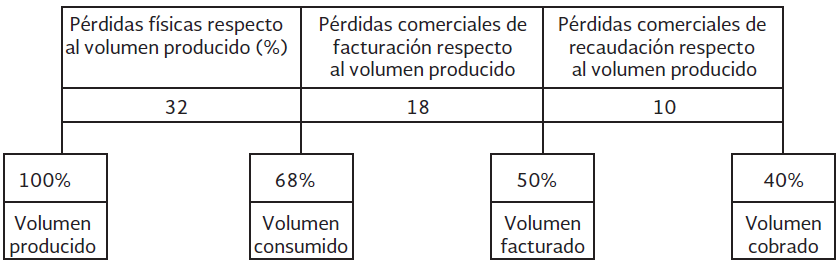 Pérdidas físicas respecto
al volumen producido (%)
Pérdidas comerciales de
facturación respecto
al volumen producido
Pérdidas comerciales de
recaudación respecto
al volumen producido
32
18
10
100%
Volumen
producido
68%
Volumen
consumido
50%
Volumen
facturado
40%
Volumen
cobrado